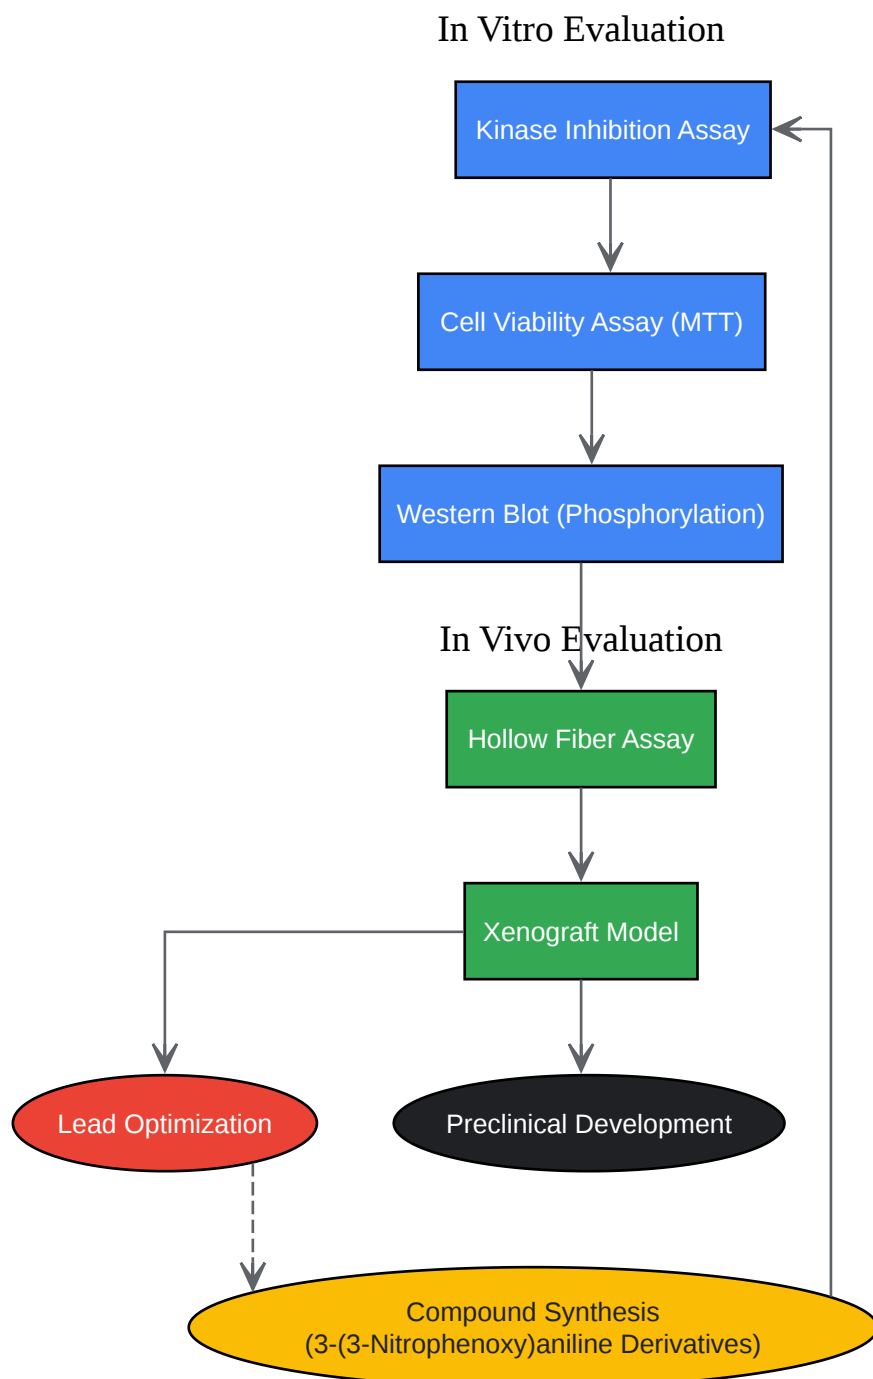 In Vitro Evaluation
Kinase Inhibition Assay
Cell Viability Assay (MTT)
Western Blot (Phosphorylation)
In Vivo Evaluation
Hollow Fiber Assay
Xenograft Model
Lead Optimization
Preclinical Development
Compound Synthesis
(3-(3-Nitrophenoxy)aniline Derivatives)